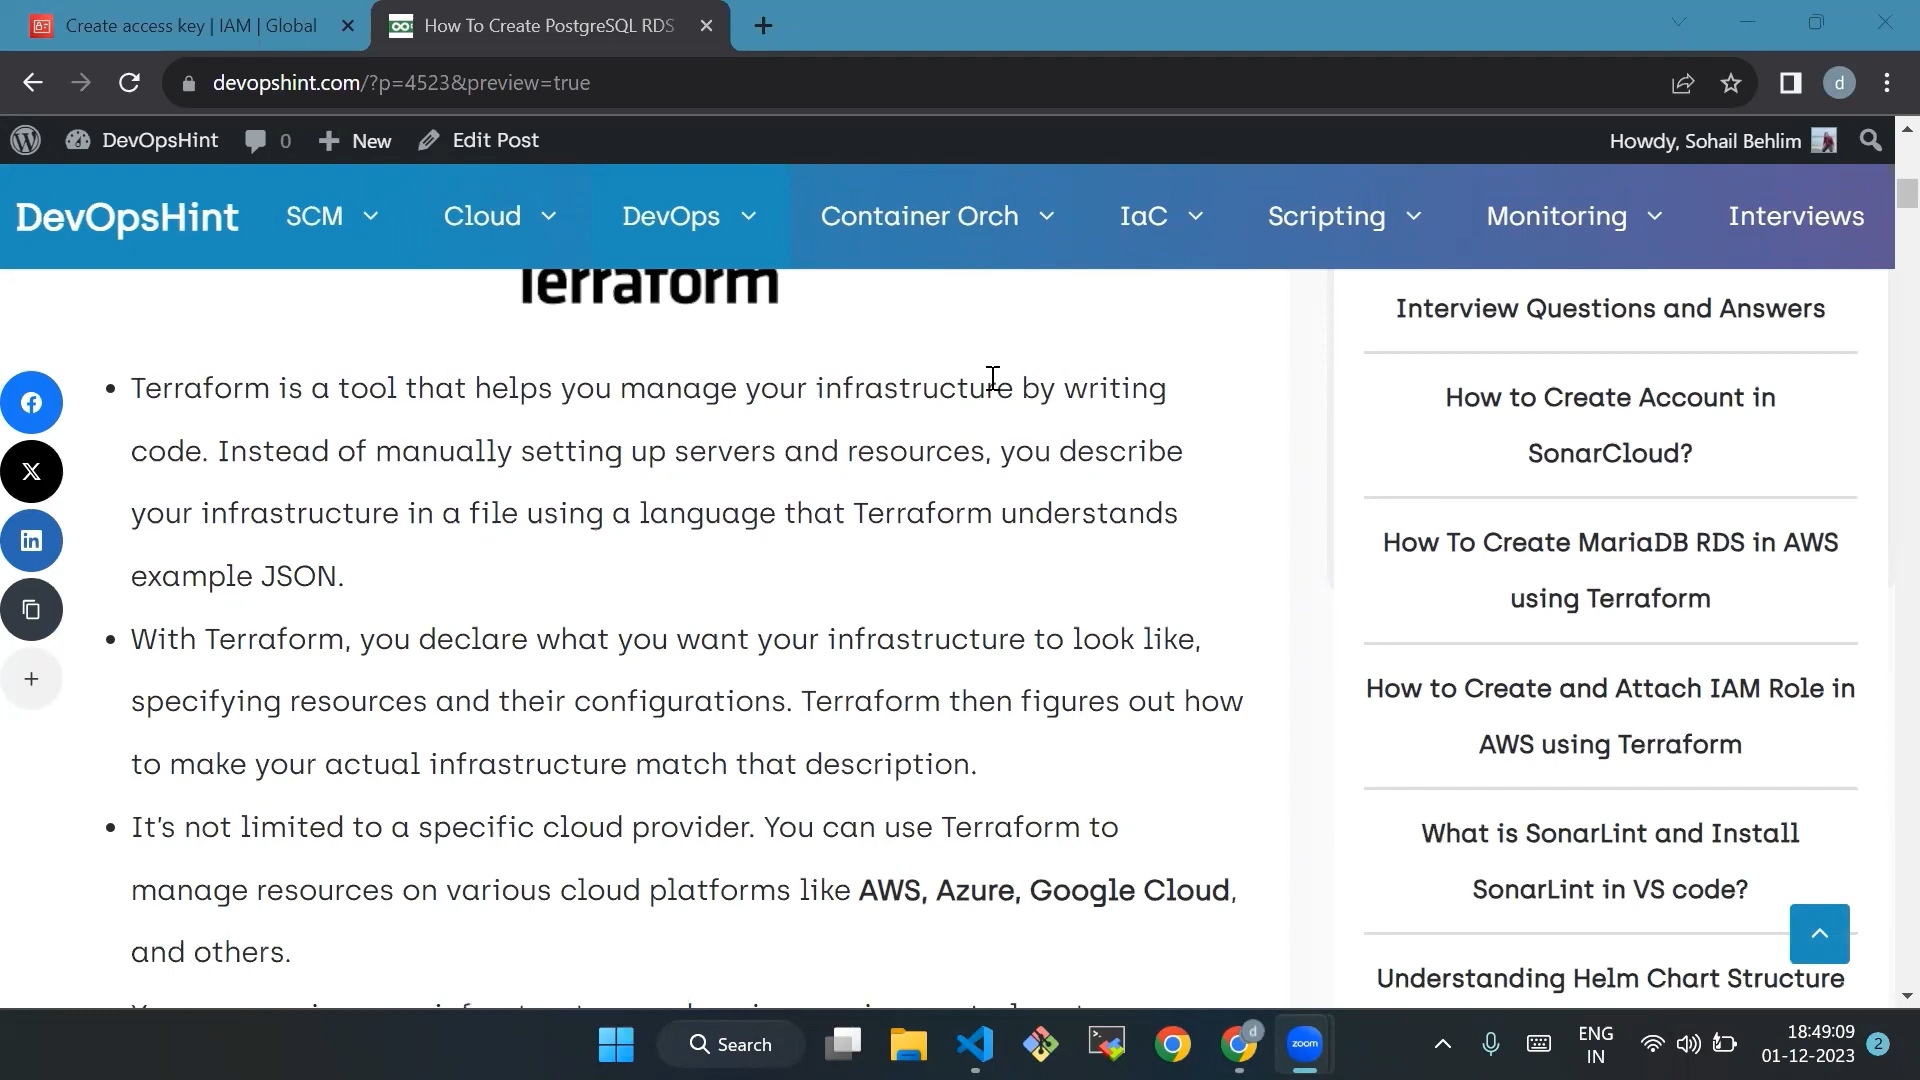 Create access key | IAM | Global
How To Create PostgreSQL RDS
devopshint.com/?p=4523&preview=true
d
DevOpsHint
0
New
Edit Post
Howdy, Sohail Behlim
DevOpsHint
SCM
Cloud
DevOps
Container Orch
IaC
Scripting
Monitoring
Interviews
Terraform
Terraform is a tool that helps you manage your infrastructure by writing
code. Instead of manually setting up servers and resources, you describe
your infrastructure in a file using a language that Terraform understands
example JSON.
With Terraform, you declare what you want your infrastructure to look like,
specifying resources and their configurations. Terraform then figures out how
to make your actual infrastructure match that description.
It's not limited to a specific cloud provider. You can use Terraform to
manage resources on various cloud platforms like AWS, Azure, Google Cloud,
and others.
Interview Questions and Answers
How to Create Account in
SonarCloud?
How To Create MariaDB RDS in AWS
using Terraform
How to Create and Attach IAM Role in
AWS using Terraform
What is SonarLint and Install
SonarLint in VS code?
Understanding Helm Chart Structure
Search
d
zoom
ENG
IN
18:49:09
01-12-2023
2